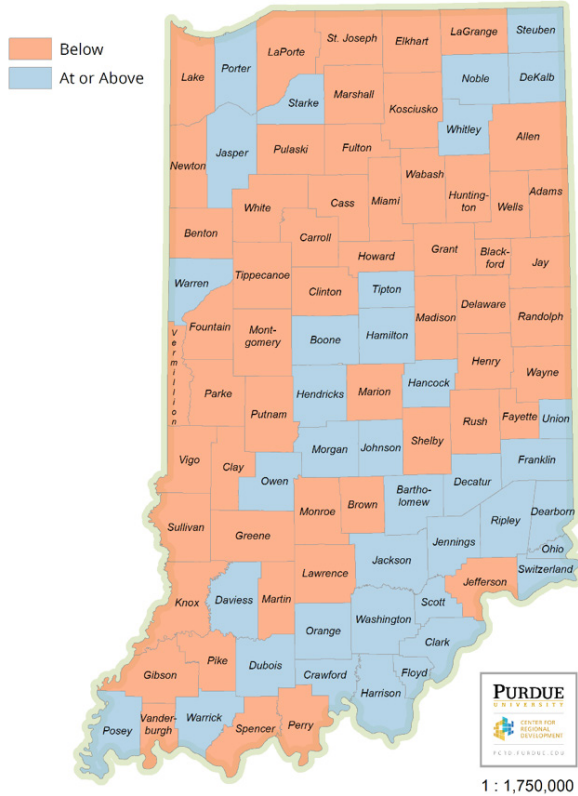 Below
At or Above
Lake
Porter
LaPorte
St. Joseph
Elkhart
LaGrange
Steuben
Noble
DeKalb
Starke
Marshall
Kosciusko
Whitley
Allen
Newton
Jasper
Pulaski
Fulton
Wabash
Hunting-
ton
Wells
Adams
White
Cass
Miami
Benton
Carroll
Howard
Grant
Black-
ford
Jay
Warren
Tippecanoe
Clinton
Tipton
Madison
Delaware
Randolph
Vermillion
Fountain
Mont-
gomery
Boone
Hamilton
Henry
Wayne
Parke
Putnam
Hendricks
Marion
Hancock
Shelby
Rush
Fayette
Union
Vigo
Clay
Owen
Morgan
Johnson
Franklin
Decatur
Bartho-
lomew
Sullivan
Greene
Monroe
Brown
Jennings
Ripley
Dearborn
Ohio
Switzerland
Jackson
Jefferson
Lawrence
Knox
Daviess
Martin
Orange
Washington
Scott
Clark
Gibson
Pike
Dubois
Crawford
Harrison
Floyd
Posey
Vander-
burgh
Warrick
Spencer
Perry
PURDUE
UNIVERSITY
CENTER FOR
REGIONAL
DEVELOPMENT
PCRD.PURDUE.EDU
1 : 1,750,000